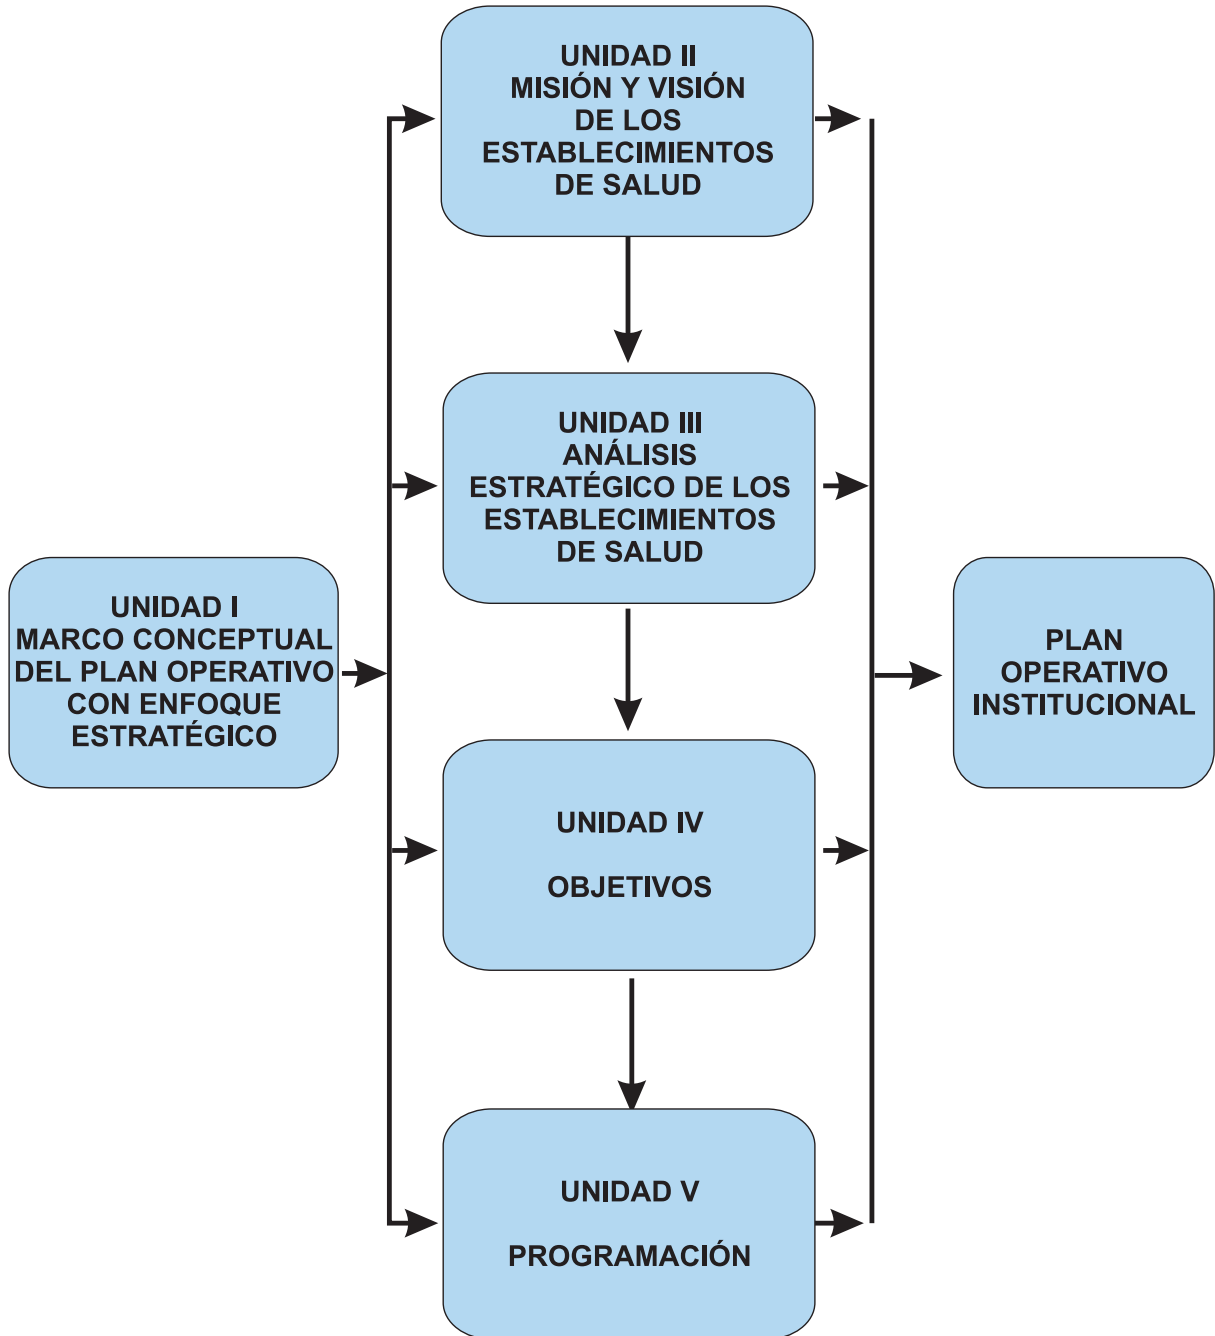 UNIDAD II
MISIÓN Y VISIÓN
DE LOS
ESTABLECIMIENTOS
DE SALUD
UNIDAD III
ANÁLISIS
ESTRATÉGICO DE LOS
ESTABLECIMIENTOS
DE SALUD
UNIDAD I
MARCO CONCEPTUAL
DEL PLAN OPERATIVO
CON ENFOQUE
ESTRATÉGICO
PLAN
OPERATIVO
INSTITUCIONAL
UNIDAD IV
OBJETIVOS
UNIDAD V
PROGRAMACIÓN